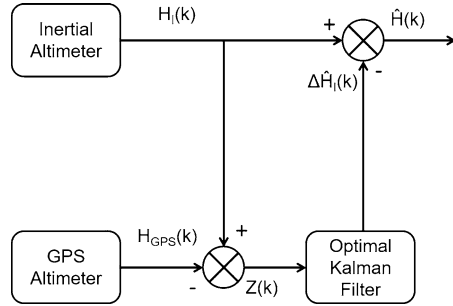 Inertial
Altimeter
H_I(k)
+
Ĥ(k)
-
ΔĤ_I(k)
GPS
Altimeter
H_GPS(k)
+
-
Z(k)
Optimal
Kalman
Filter